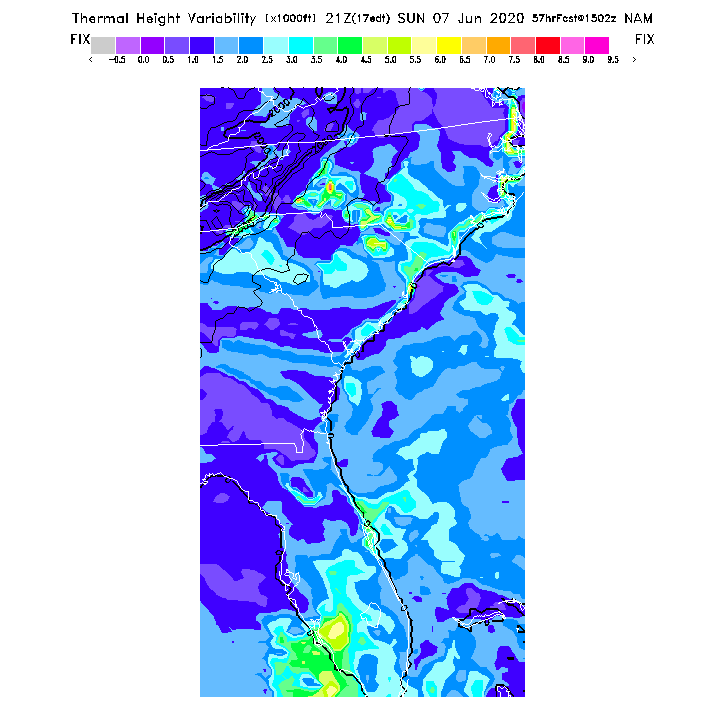 Thermal Height Variability [x1000ft] 21Z(17edt) SUN 07 Jun 2020 57hrFcst@1502z NAM
FIX FIX
< -0.5 0.0 0.5 1.0 1.5 2.0 2.5 3.0 3.5 4.0 4.5 5.0 5.5 6.0 6.5 7.0 7.5 8.0 8.5 9.0 9.5 >